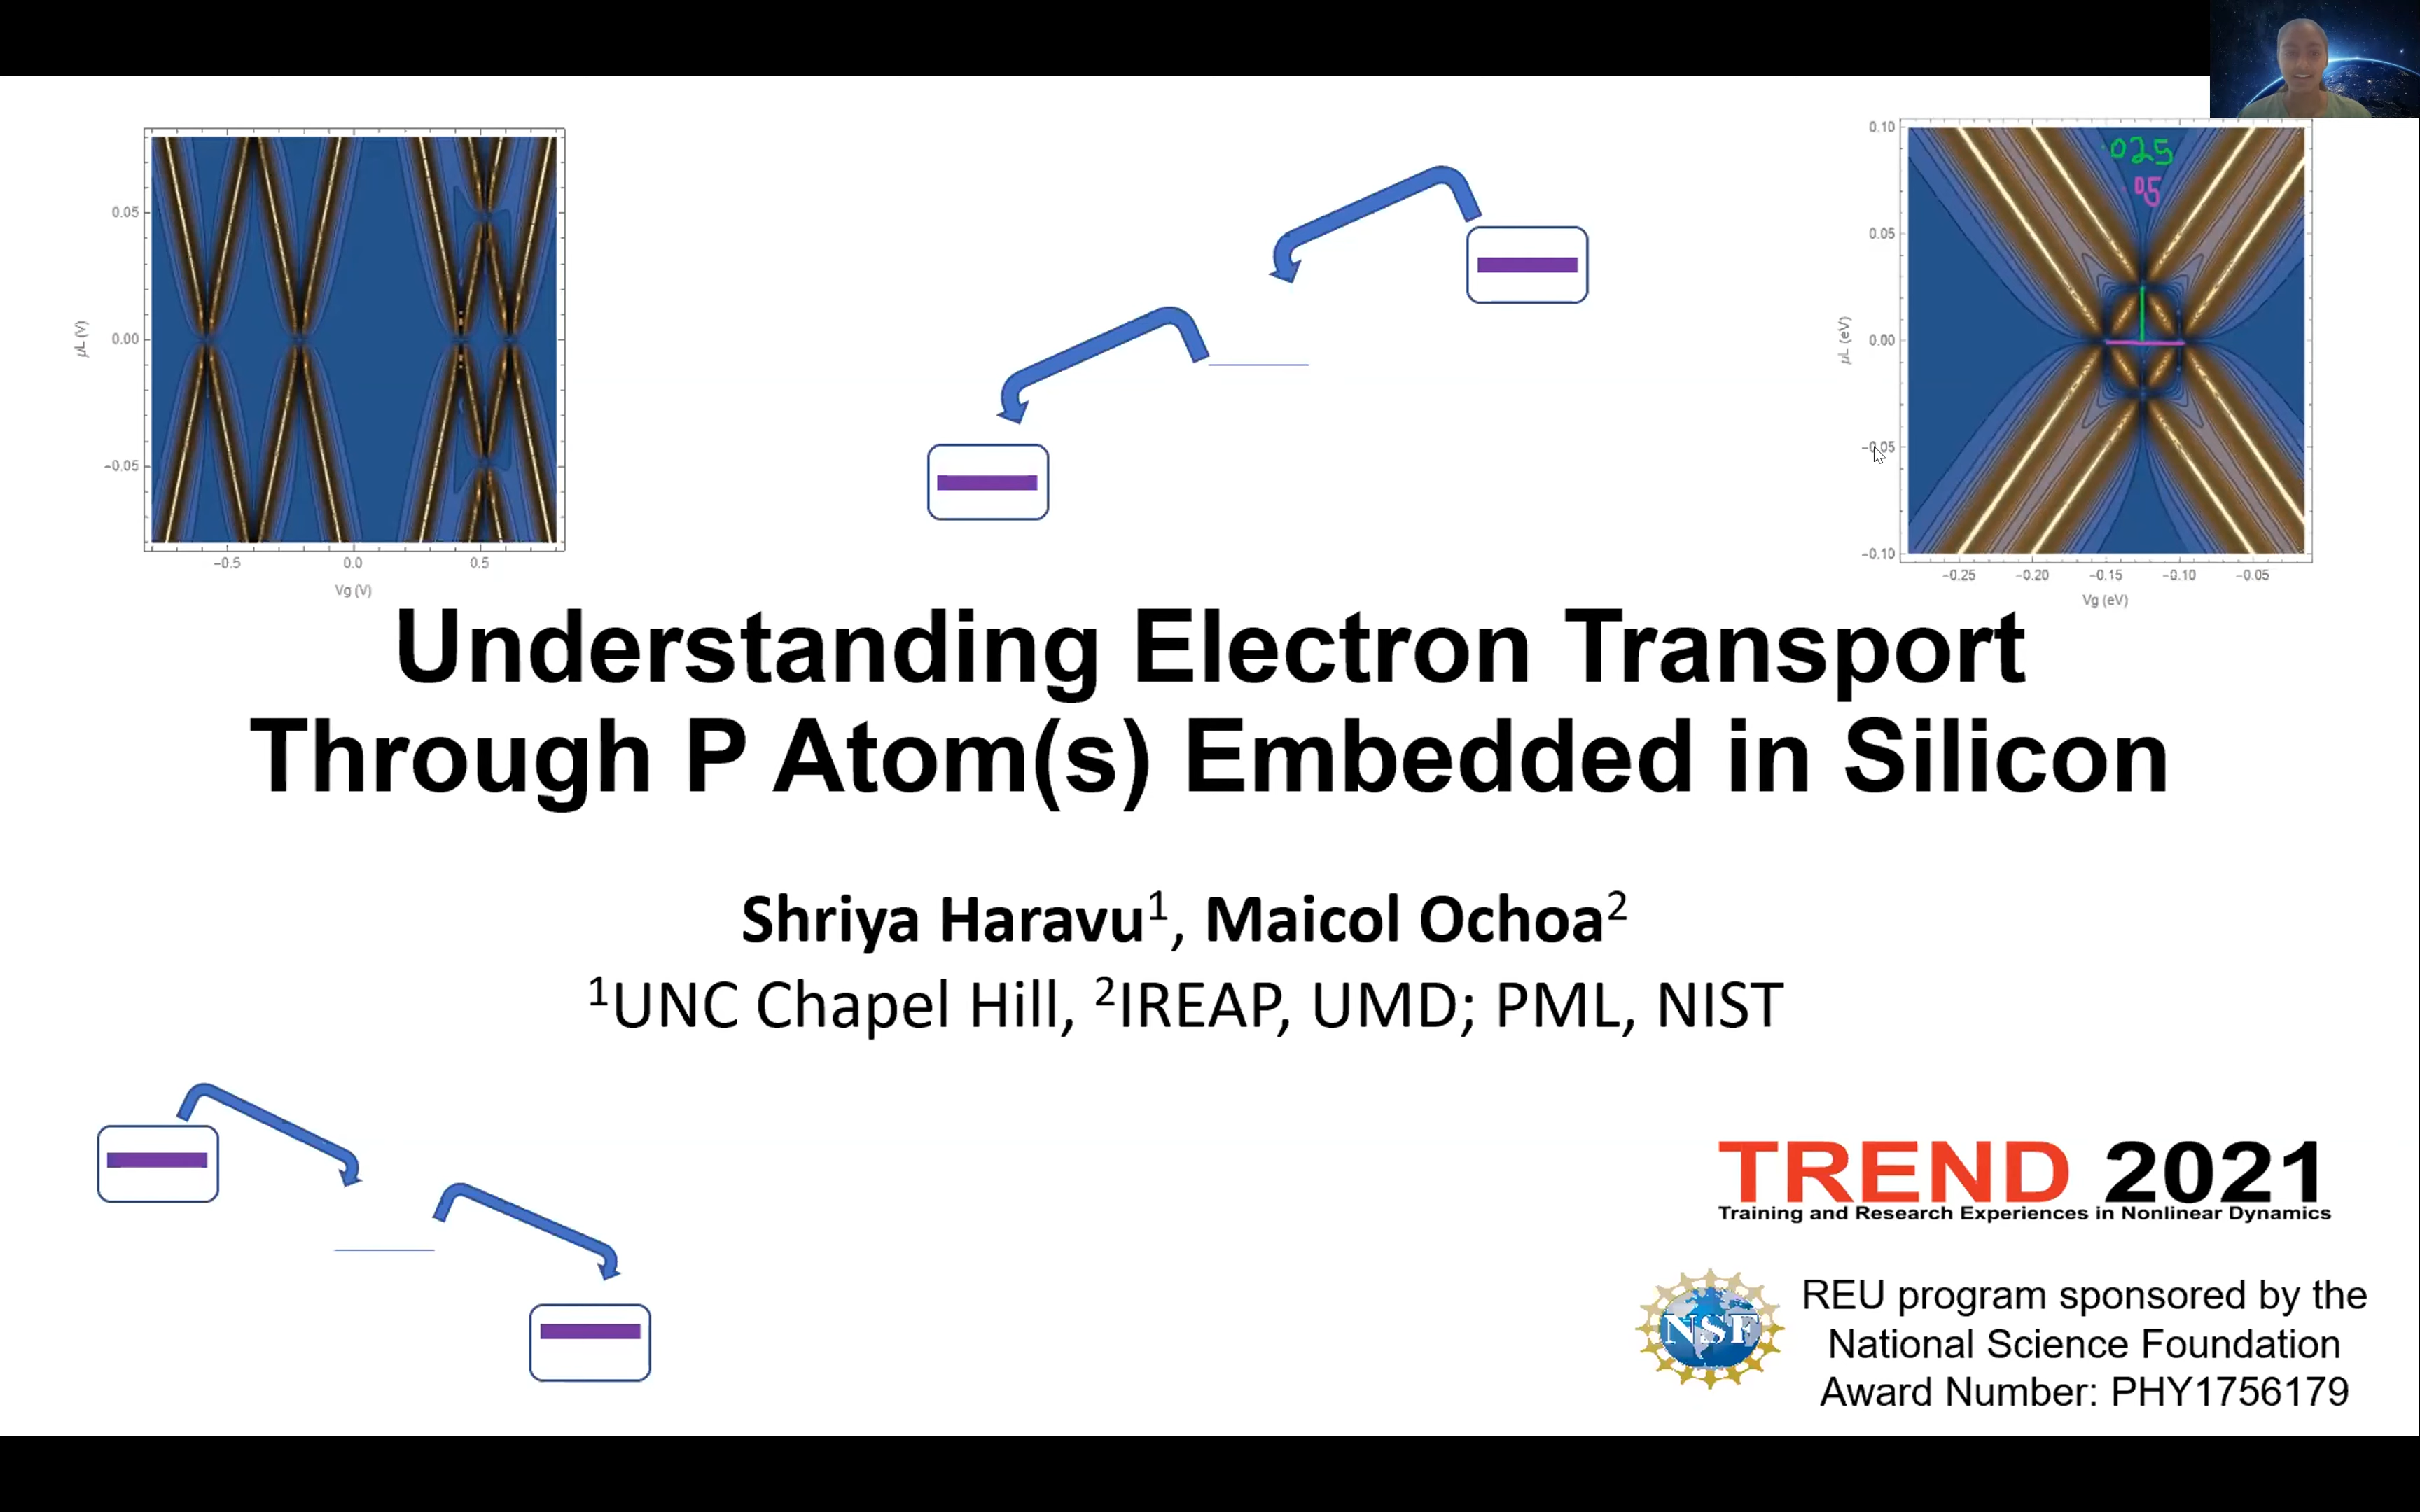 0.05
0.00
−0.05
μL (V)
−0.5
0.0
0.5
Vg (V)
0.10
0.05
0.00
−0.05
−0.10
μL (eV)
.025
.05
−0.25
−0.20
−0.15
−0.10
−0.05
Vg (eV)
Understanding Electron Transport
Through P Atom(s) Embedded in Silicon
Shriya Haravu1, Maicol Ochoa2
1UNC Chapel Hill, 2IREAP, UMD; PML, NIST
TREND 2021
Training and Research Experiences in Nonlinear Dynamics
NSF
REU program sponsored by the
National Science Foundation
Award Number: PHY1756179